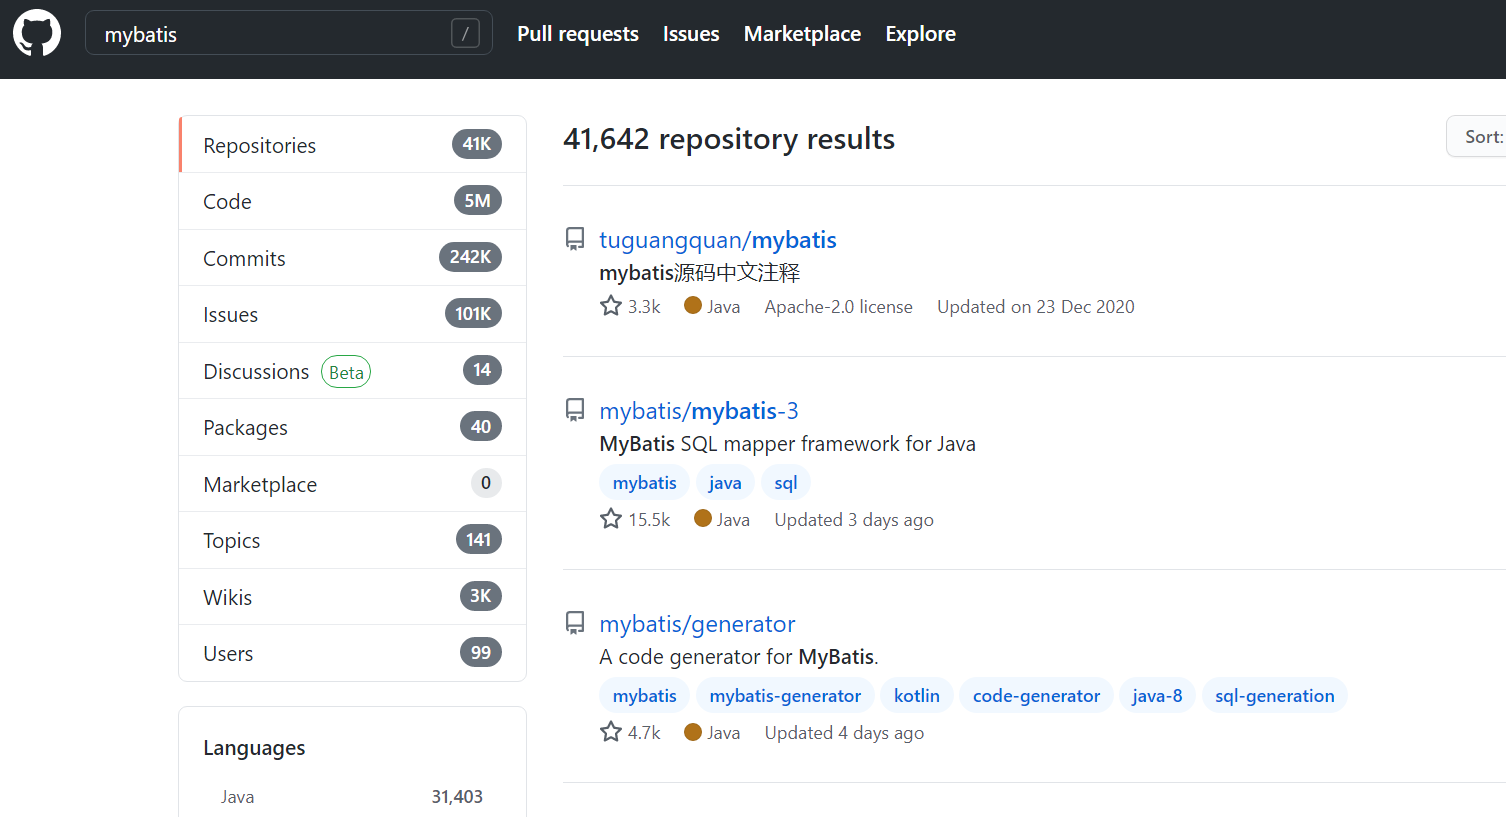 mybatis /
Pull requests Issues Marketplace Explore
Repositories 41K
Code 5M
Commits 242K
Issues 101K
Discussions Beta 14
Packages 40
Marketplace 0
Topics 141
Wikis 3K
Users 99
Languages
Java 31,403
41,642 repository results
Sort:
tuguangquan/mybatis
mybatis源码中文注释
3.3k Java Apache-2.0 license Updated on 23 Dec 2020
mybatis/mybatis-3
MyBatis SQL mapper framework for Java
mybatis java sql
15.5k Java Updated 3 days ago
mybatis/generator
A code generator for MyBatis.
mybatis mybatis-generator kotlin code-generator java-8 sql-generation
4.7k Java Updated 4 days ago